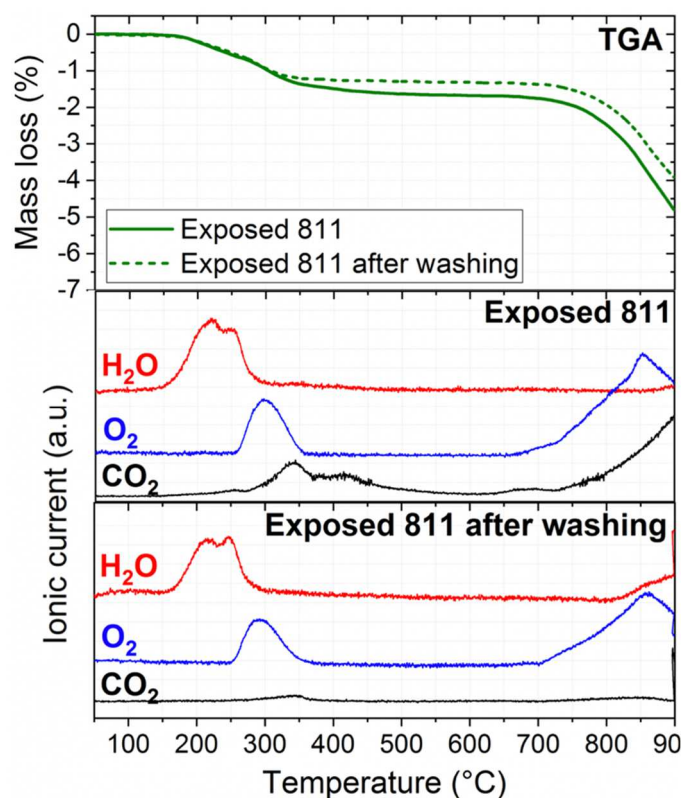 TGA
0
-1
-2
-3
-4
-5
-6
-7
Mass loss (%)
Exposed 811
Exposed 811 after washing
Exposed 811
H₂O
O₂
CO₂
Exposed 811 after washing
H₂O
O₂
CO₂
Ionic current (a.u.)
100 200 300 400 500 600 700 800 90
Temperature (°C)